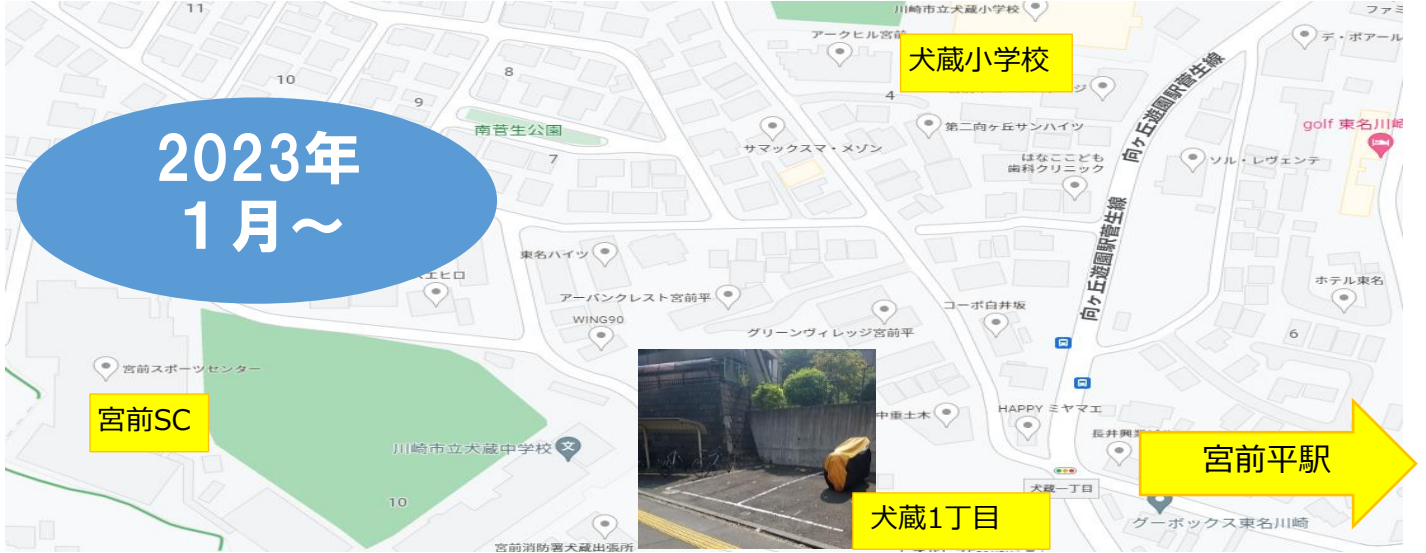 11
川崎市立犬蔵小学校
ファミ
アークヒル宮前
デ・ボアール
犬蔵小学校
10
8
9
4
ジ
向ヶ丘遊園駅菅生線
南菅生公園
7
第二向ヶ丘サンハイツ
サマックスマ・メゾン
golf 東名川崎
はなここども
歯科クリニック
ソル・レヴェンテ
2023年
1月～
向ヶ丘遊園駅菅生線
東名ハイツ
エヒロ
アーバンクレスト宮前平
コーポ白井坂
ホテル東名
WING90
グリーンヴィレッジ宮前平
6
宮前スポーツセンター
宮前SC
中重土木
HAPPY ミヤマエ
長井興業
川崎市立犬蔵中学校
宮前平駅
犬蔵一丁目
10
犬蔵1丁目
グーボックス東名川崎
宮前消防署犬蔵出張所